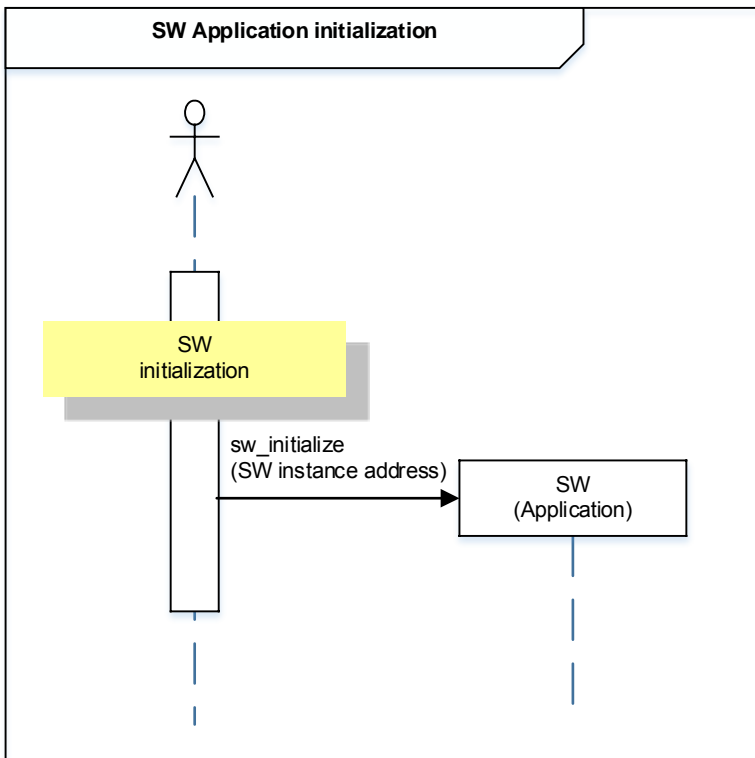 SW Application initialization
SW
initialization
sw_initialize
(SW instance address)
SW
(Application)